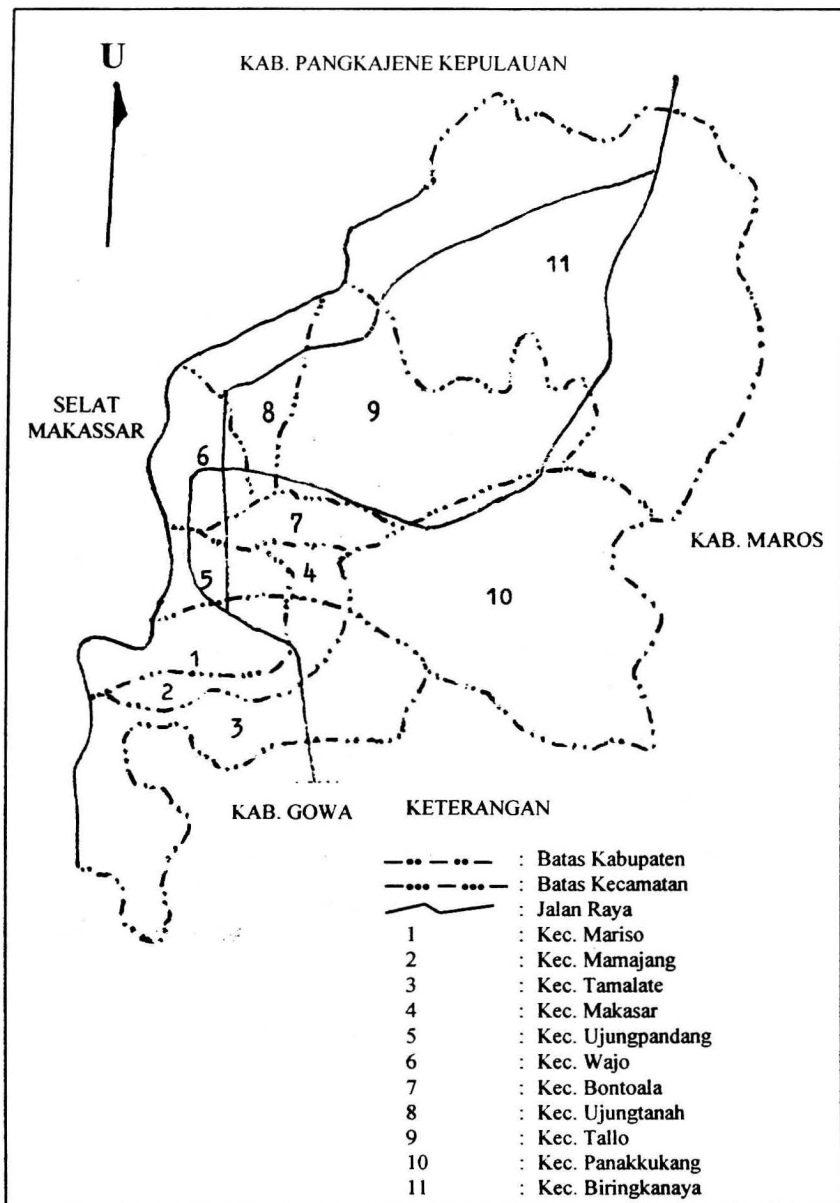 U
KAB. PANGKAJENE KEPULAUAN
11
SELAT
MAKASSAR
8
9
6
7
KAB. MAROS
5
4
10
1
2
3
KAB. GOWA
KETERANGAN
: Batas Kabupaten
: Batas Kecamatan
: Jalan Raya
1 : Kec. Mariso
2 : Kec. Mamajang
3 : Kec. Tamalate
4 : Kec. Makasar
5 : Kec. Ujungpandang
6 : Kec. Wajo
7 : Kec. Bontoala
8 : Kec. Ujungtanah
9 : Kec. Tallo
10 : Kec. Panakkukang
11 : Kec. Biringkanaya